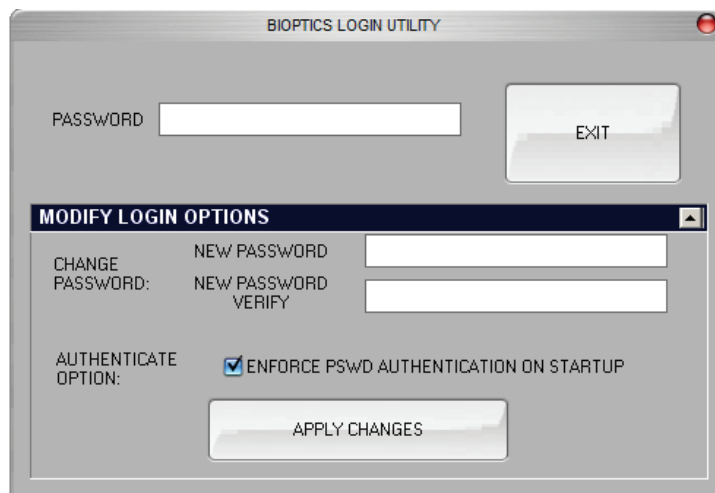 BIOPTICS LOGIN UTILITY
PASSWORD
EXIT
MODIFY LOGIN OPTIONS
CHANGE
PASSWORD:
NEW PASSWORD
NEW PASSWORD
VERIFY
AUTHENTICATE
OPTION:
ENFORCE PSWD AUTHENTICATION ON STARTUP
APPLY CHANGES